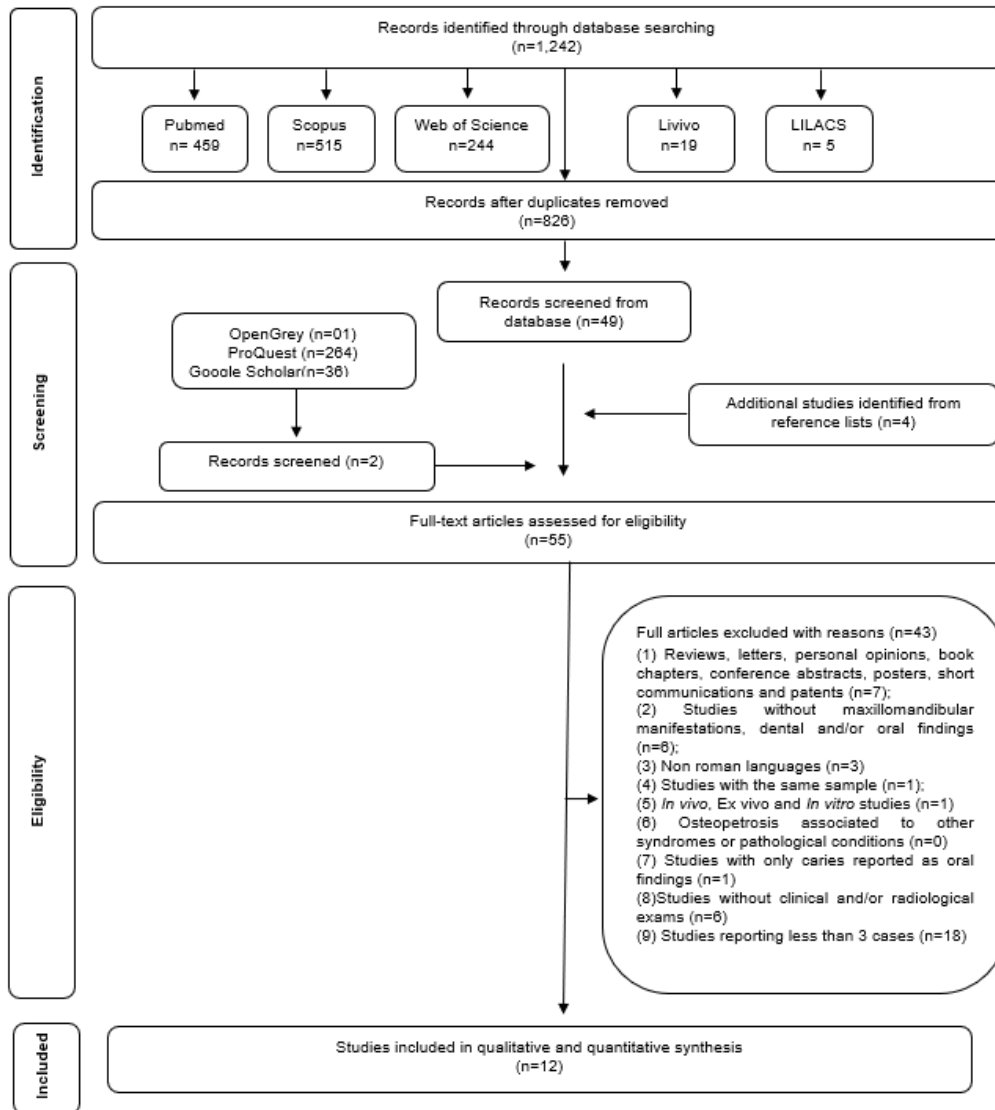 Identification
Records identified through database searching
(n=1,242)
Pubmed
n= 459
Scopus
n=515
Web of Science
n=244
Livivo
n=19
LILACS
n= 5
Records after duplicates removed
(n=826)
Screening
Records screened from
database (n=49)
OpenGrey (n=01)
ProQuest (n=264)
Google Scholar(n=36)
Additional studies identified from
reference lists (n=4)
Records screened (n=2)
Full-text articles assessed for eligibility
(n=55)
Eligibility
Full articles excluded with reasons (n=43)
(1) Reviews, letters, personal opinions, book
chapters, conference abstracts, posters, short
communications and patents (n=7);
(2) Studies without maxillomandibular
manifestations, dental and/or oral findings
(n=6);
(3) Non roman languages (n=3)
(4) Studies with the same sample (n=1);
(5) In vivo, Ex vivo and In vitro studies (n=1)
(6) Osteopetrosis associated to other
syndromes or pathological conditions (n=0)
(7) Studies with only caries reported as oral
findings (n=1)
(8)Studies without clinical and/or radiological
exams (n=6)
(9) Studies reporting less than 3 cases (n=18)
Included
Studies included in qualitative and quantitative synthesis
(n=12)